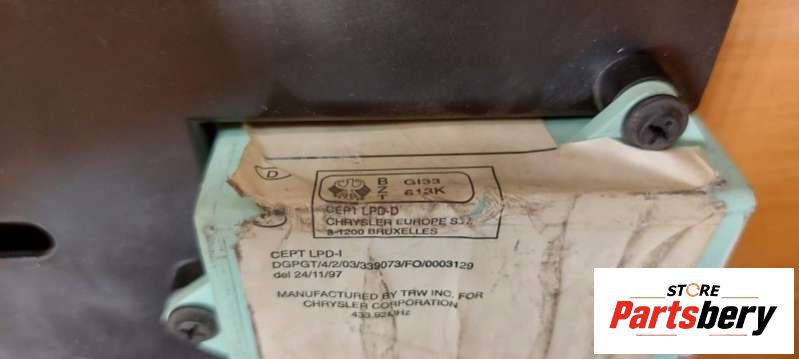 D
B
Z
T
GI33
613K
CEPT LPD-D
CHRYSLER EUROPE
B-1200 BRUXELLES
CEPT LPD-I
DGPGT/4/2/03/339073/FO/0003129
del 24/11/97
MANUFACTURED BY TRW INC. FOR
CHRYSLER CORPORATION
433.92MHz
STORE
Partsbery